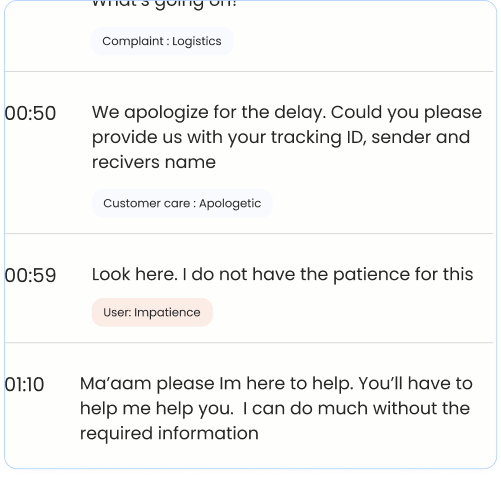 What's going on!
Complaint : Logistics
00:50
We apologize for the delay. Could you please
provide us with your tracking ID, sender and
recivers name
Customer care : Apologetic
00:59
Look here. I do not have the patience for this
User: Impatience
01:10
Ma'aam please Im here to help. You'll have to
help me help you. I can do much without the
required information